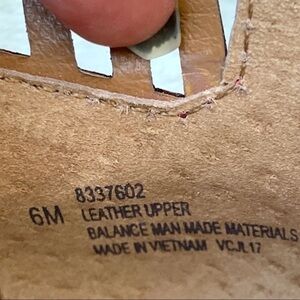 8337602
6M LEATHER UPPER
BALANCE MAN MADE MATERIALS
MADE IN VIETNAM VCJL17